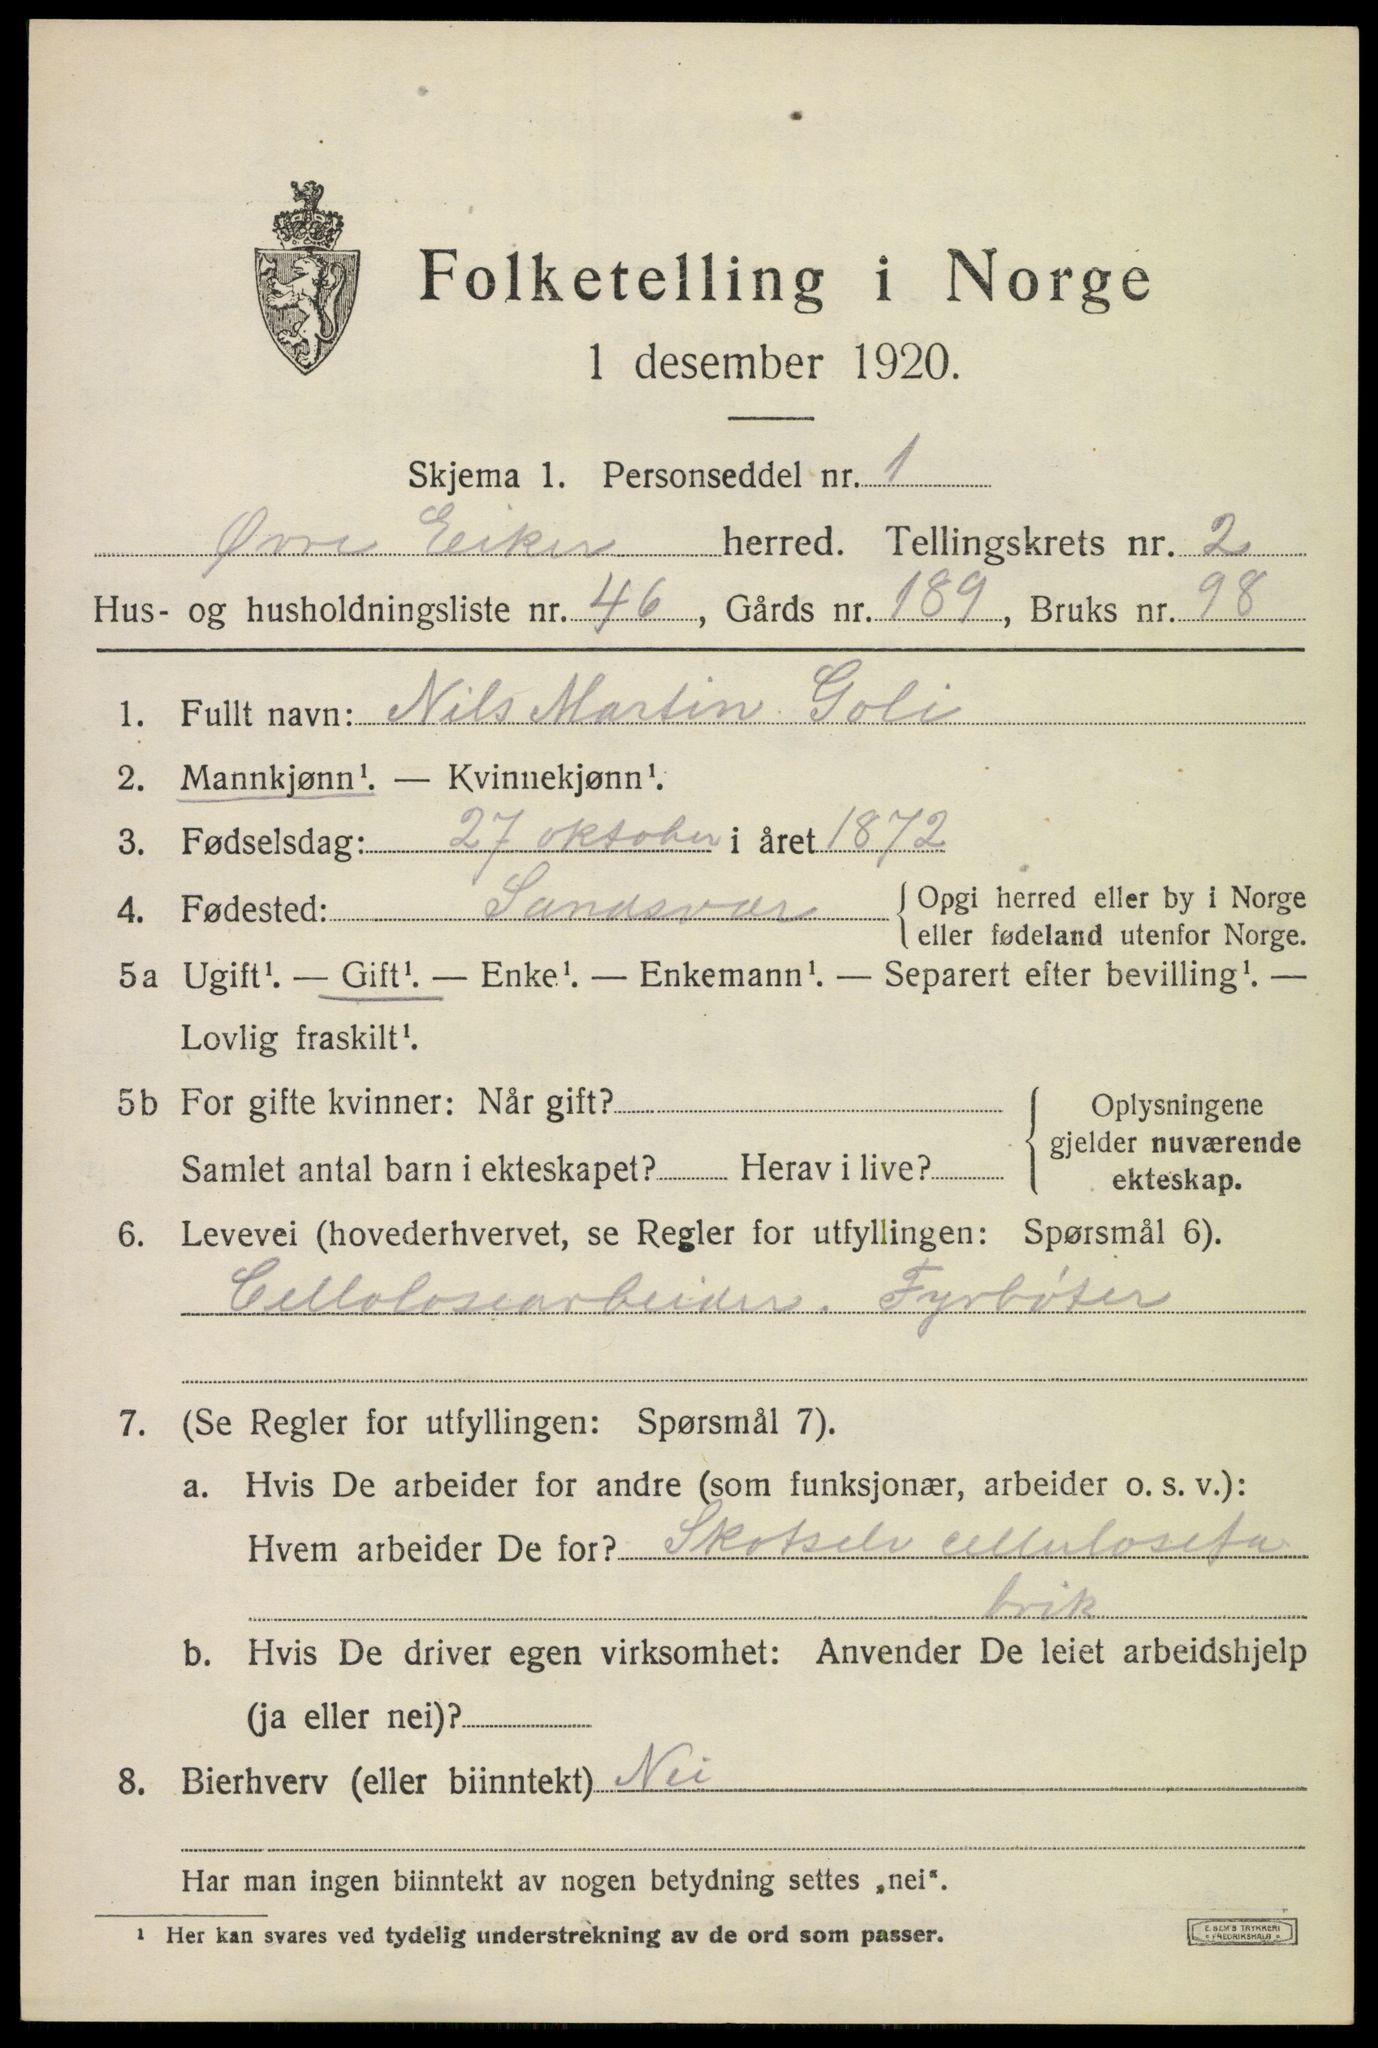 Folketelling i Norge
1 desember 1920.
Skjema 1. Personseddel nr. 1
Øvre Eiker herred. Tellingskrets nr. 2
Hus- og husholdningsliste nr. 46, Gårds nr. 189, Bruks nr. 98
1. Fullt navn: Nils Martin Goli
2. Mannkjønn¹. — Kvinnekjønn¹.
3. Fødselsdag: 27 oktober i året 1872
4. Fødested: Sandsvær { Opgi herred eller by i Norge
eller fødeland utenfor Norge.
5a Ugift¹. — Gift¹. — Enke¹. — Enkemann¹. — Separert efter bevilling¹. —
Lovlig fraskilt¹.
5b For gifte kvinner: Når gift?
Samlet antal barn i ekteskapet? Herav i live?
Oplysningene
gjelder nuværende
ekteskap.
6. Levevei (hovederhvervet, se Regler for utfyllingen: Spørsmål 6).
Cellolosearbeider. Fyrbøter
7. (Se Regler for utfyllingen: Spørsmål 7).
a. Hvis De arbeider for andre (som funksjonær, arbeider o. s. v.):
Hvem arbeider De for? Skotselv cellulosefa
brik
b. Hvis De driver egen virksomhet: Anvender De leiet arbeidshjelp
(ja eller nei)?
8. Bierhverv (eller biinntekt) Nei
Har man ingen biinntekt av nogen betydning settes „nei“.
¹ Her kan svares ved tydelig understrekning av de ord som passer.
E. SEM'S TRYKKERI
FREDRIKSHALD